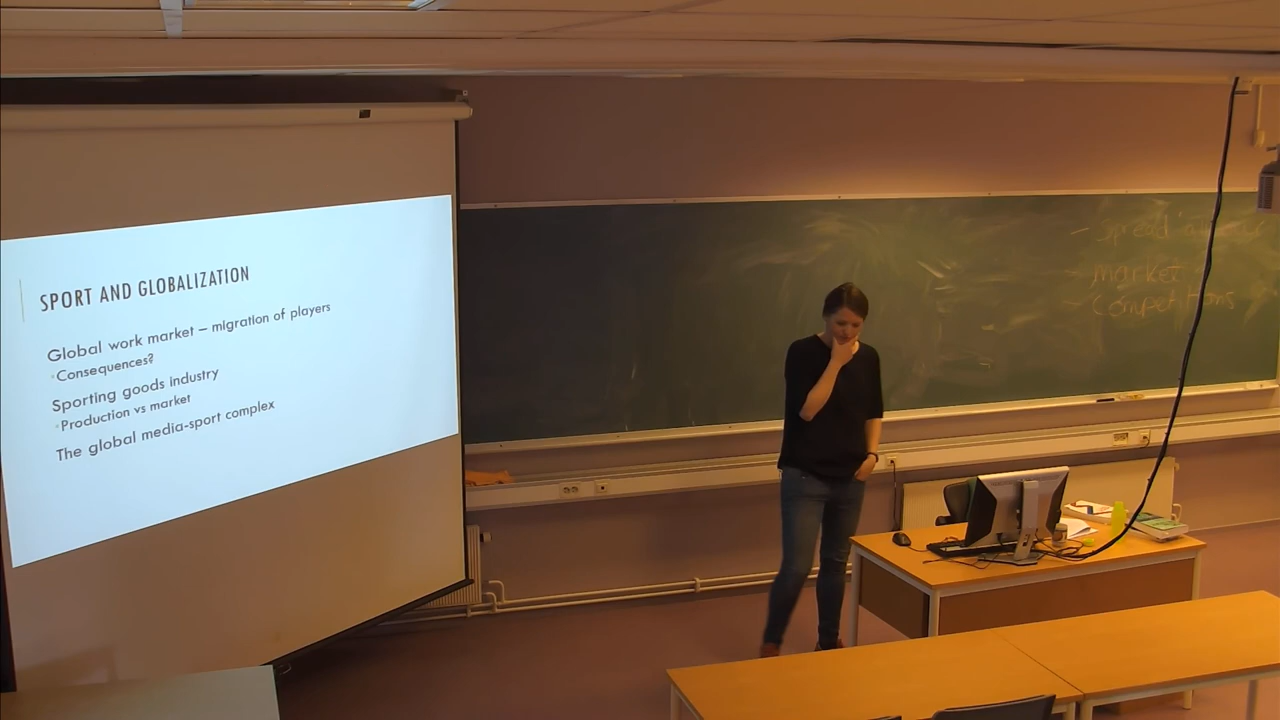 SPORT AND GLOBALIZATION
Global work market – migration of players
Consequences?
Sporting goods industry
Production vs market
The global media-sport complex
- spread
- market
- Competitions